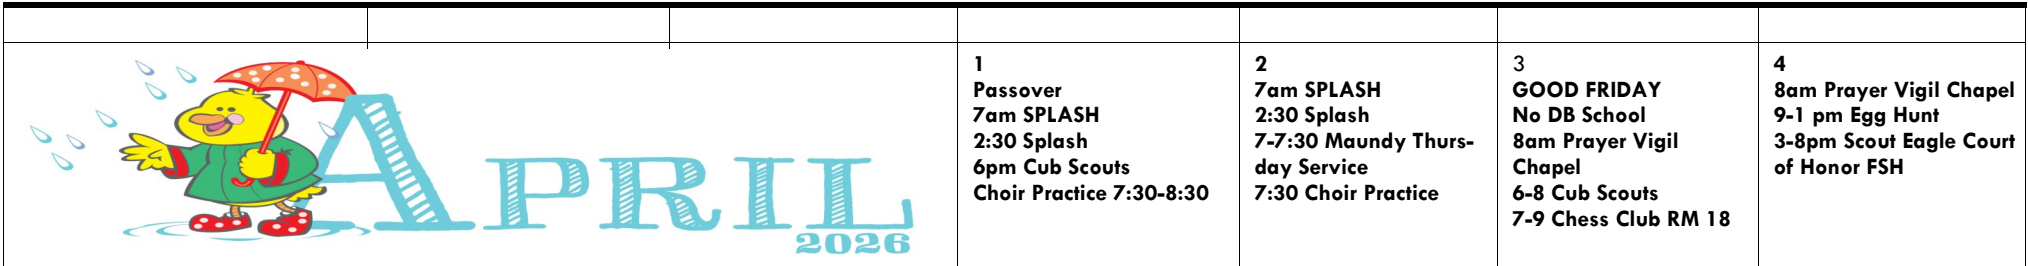 APRIL
2026
1
Passover
7am SPLASH
2:30 Splash
6pm Cub Scouts
Choir Practice 7:30-8:30
2
7am SPLASH
2:30 Splash
7-7:30 Maundy Thurs-
day Service
7:30 Choir Practice
3
GOOD FRIDAY
No DB School
8am Prayer Vigil
Chapel
6-8 Cub Scouts
7-9 Chess Club RM 18
4
8am Prayer Vigil Chapel
9-1 pm Egg Hunt
3-8pm Scout Eagle Court
of Honor FSH